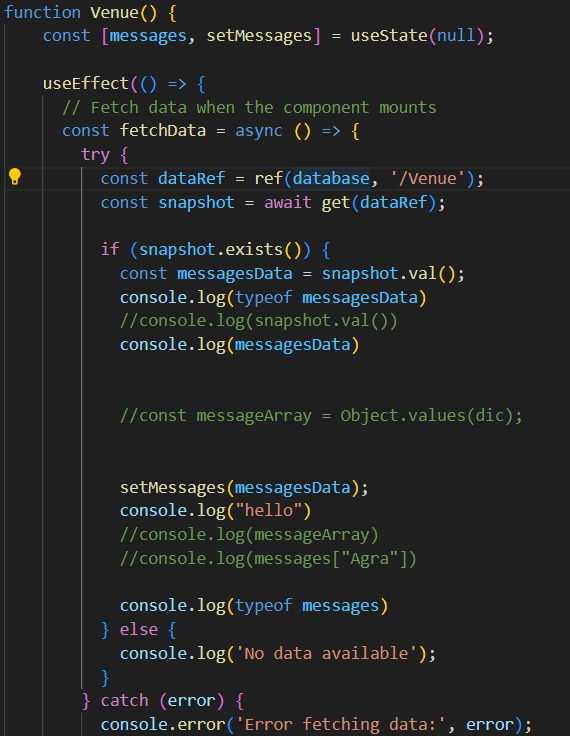 function Venue() {
const [messages, setMessages] = useState(null);
useEffect(() => {
// Fetch data when the component mounts
const fetchData = async () => {
try {
const dataRef = ref(database, '/Venue');
const snapshot = await get(dataRef);
if (snapshot.exists()) {
const messagesData = snapshot.val();
console.log(typeof messagesData)
//console.log(snapshot.val())
console.log(messagesData)
//const messageArray = Object.values(dic);
setMessages(messagesData);
console.log("hello")
//console.log(messageArray)
//console.log(messages["Agra"])
console.log(typeof messages)
} else {
console.log('No data available');
}
} catch (error) {
console.error('Error fetching data:', error);